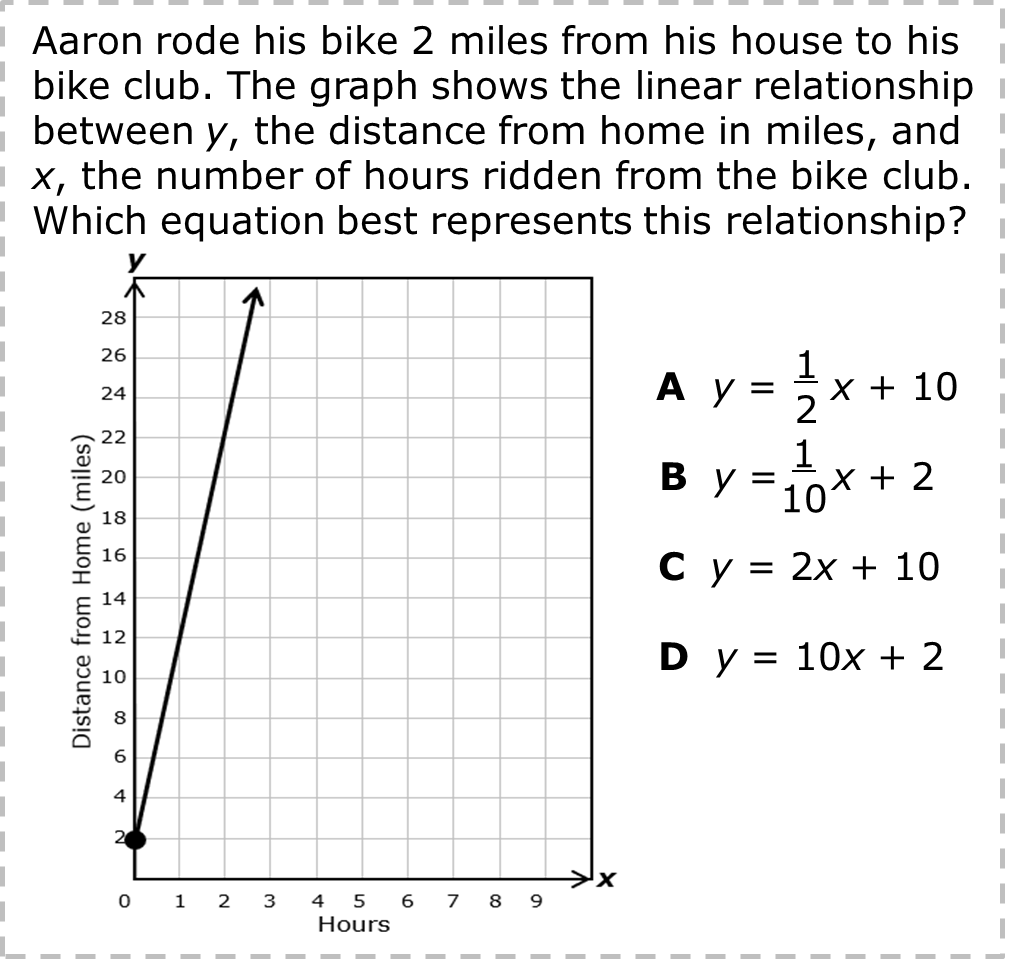 Aaron rode his bike 2 miles from his house to his
bike club. The graph shows the linear relationship
between y, the distance from home in miles, and
x, the number of hours ridden from the bike club.
Which equation best represents this relationship?
y
28
26
24
22
20
18
16
14
12
10
8
6
4
2
Distance from Home (miles)
x
0 1 2 3 4 5 6 7 8 9
Hours
A y = 1/2 x + 10
B y = 1/10 x + 2
C y = 2x + 10
D y = 10x + 2